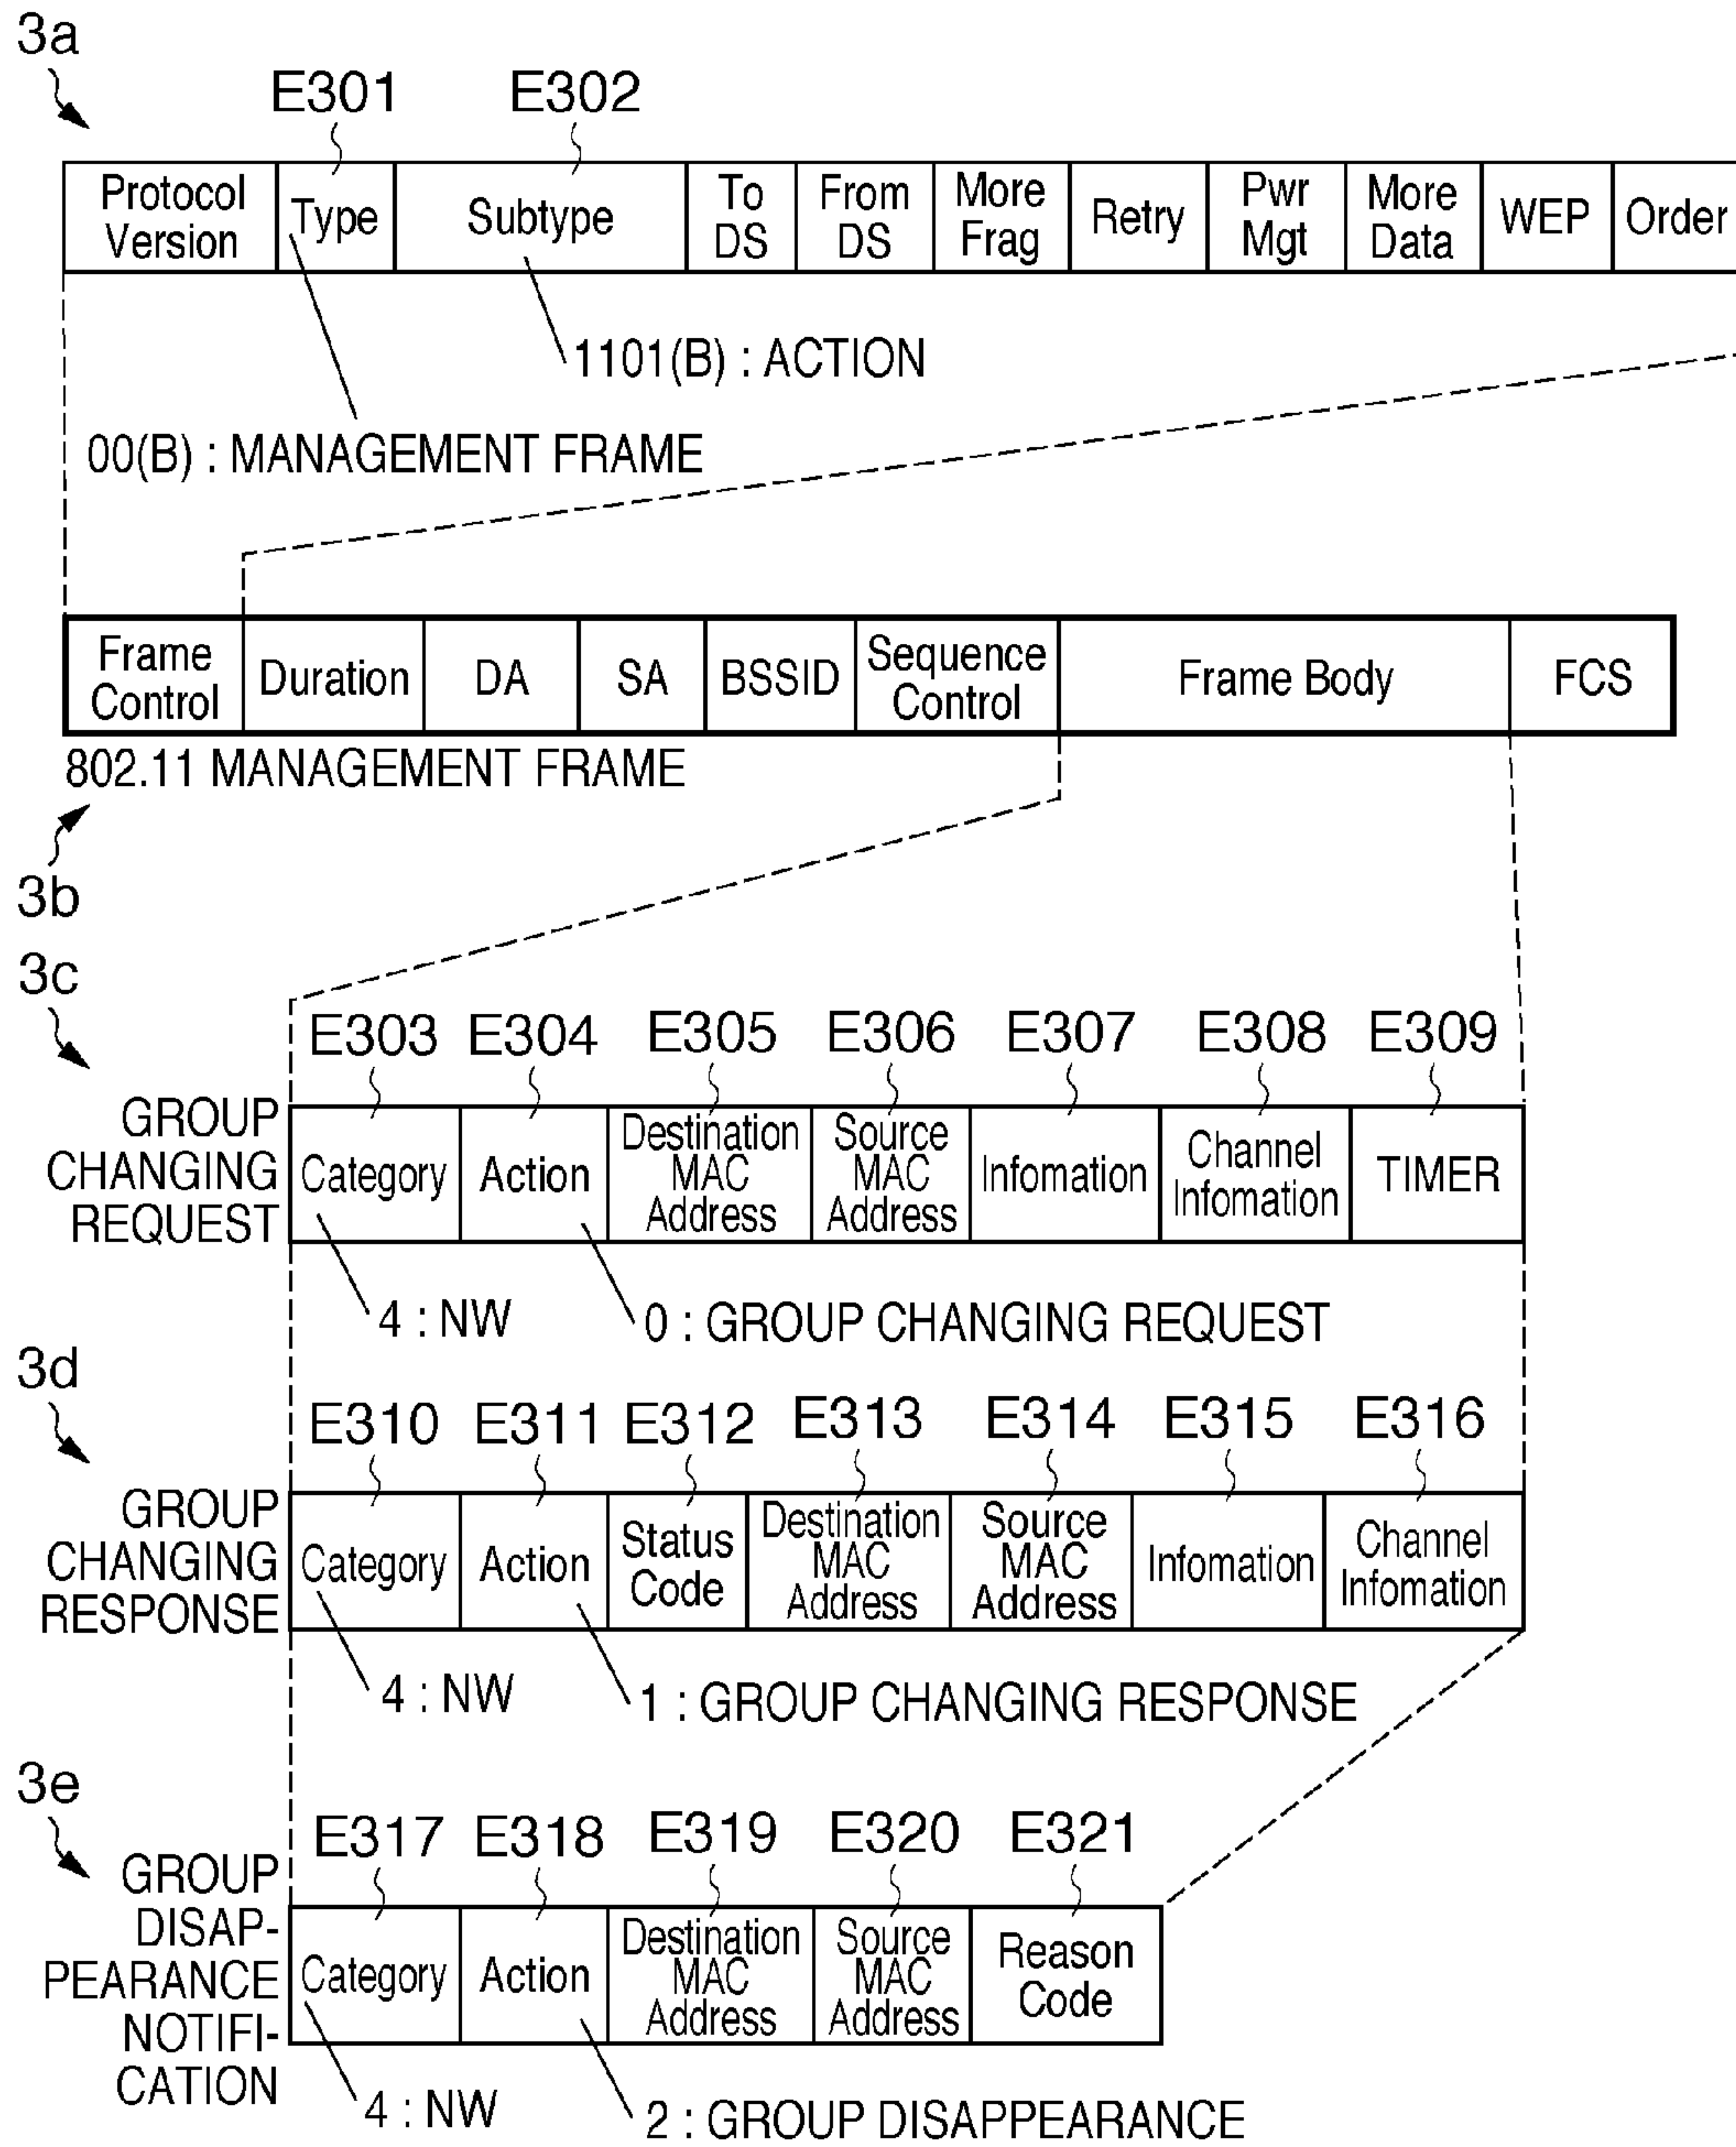 3a
E301 E302
Protocol Version Type Subtype To DS From DS More Frag Retry Pwr Mgt More Data WEP Order
1101(B) : ACTION
00(B) : MANAGEMENT FRAME
Frame Control Duration DA SA BSSID Sequence Control Frame Body FCS
802.11 MANAGEMENT FRAME
3b
3c
E303 E304 E305 E306 E307 E308 E309
GROUP CHANGING REQUEST
Category Action Destination MAC Address Source MAC Address Infomation Channel Infomation TIMER
4 : NW 0 : GROUP CHANGING REQUEST
3d
E310 E311 E312 E313 E314 E315 E316
GROUP CHANGING RESPONSE
Category Action Status Code Destination MAC Address Source MAC Address Infomation Channel Infomation
4 : NW 1 : GROUP CHANGING RESPONSE
3e
E317 E318 E319 E320 E321
GROUP DISAP- PEARANCE NOTIFI- CATION
Category Action Destination MAC Address Source MAC Address Reason Code
4 : NW 2 : GROUP DISAPPEARANCE